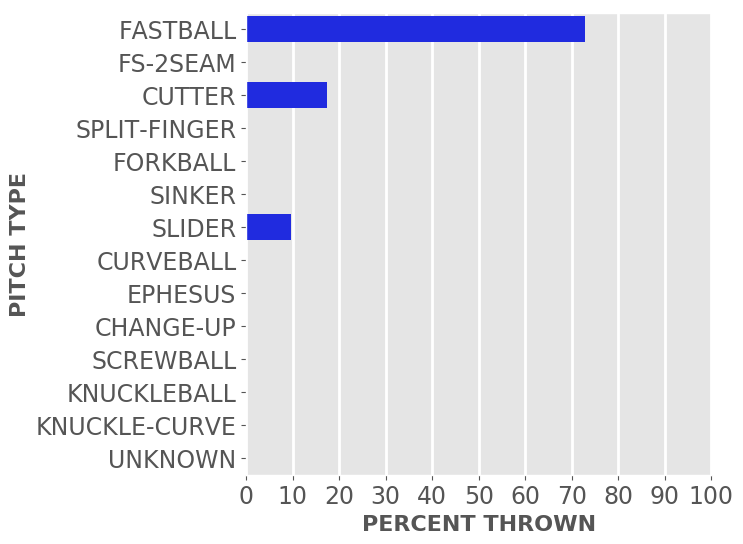 FASTBALL
FS-2SEAM
CUTTER
SPLIT-FINGER
FORKBALL
SINKER
SLIDER
CURVEBALL
EPHESUS
CHANGE-UP
SCREWBALL
KNUCKLEBALL
KNUCKLE-CURVE
UNKNOWN
PITCH TYPE
0 10 20 30 40 50 60 70 80 90 100
PERCENT THROWN